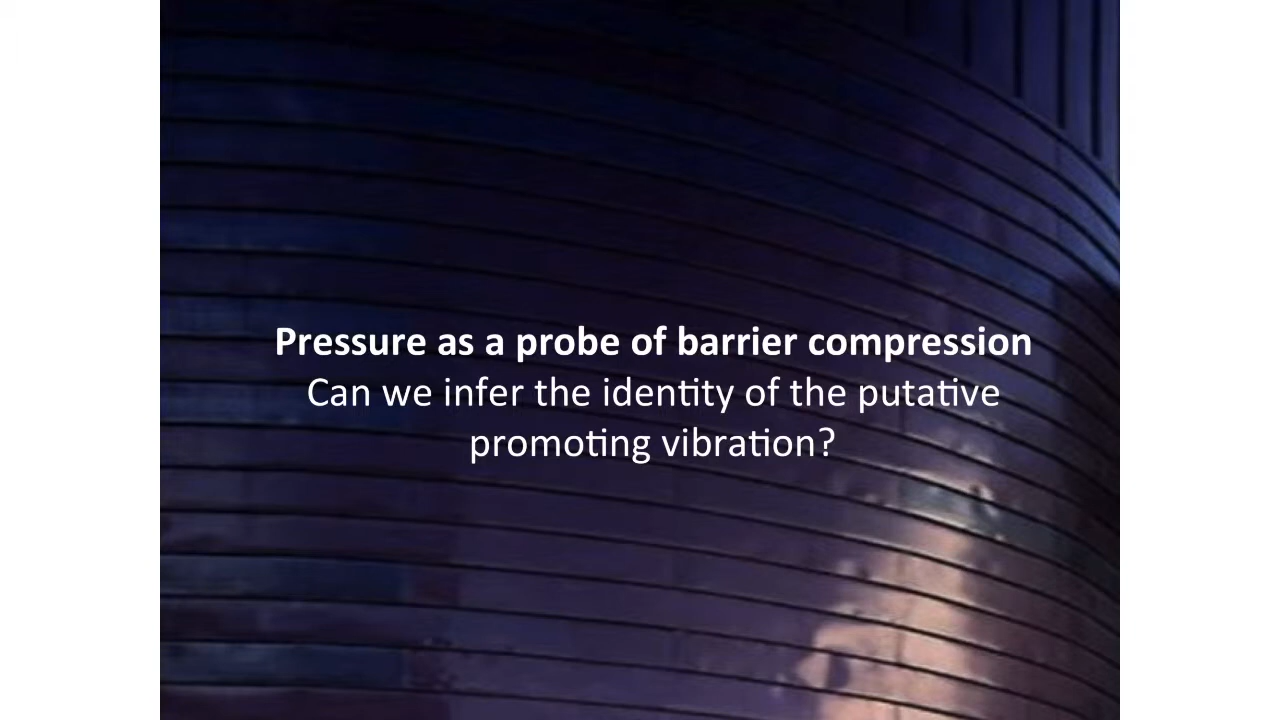 Pressure as a probe of barrier compression
Can we infer the identity of the putative
promoting vibration?